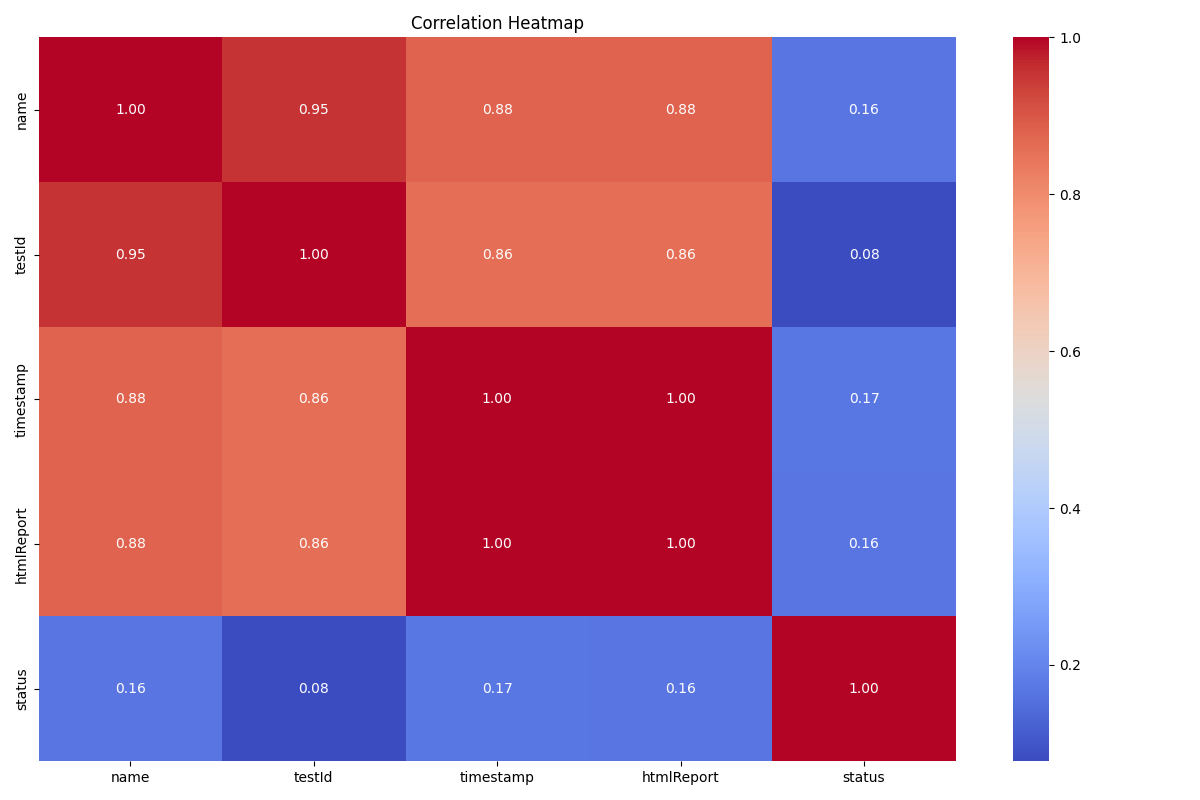 Correlation Heatmap
name 1.00 0.95 0.88 0.88 0.16
testId 0.95 1.00 0.86 0.86 0.08
timestamp 0.88 0.86 1.00 1.00 0.17
htmlReport 0.88 0.86 1.00 1.00 0.16
status 0.16 0.08 0.17 0.16 1.00
name testId timestamp htmlReport status
1.0
0.8
0.6
0.4
0.2